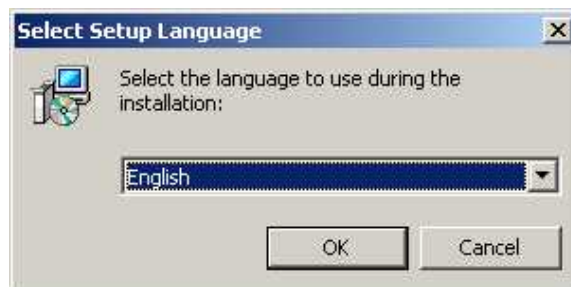 Select Setup Language
Select the language to use during the
installation:
English
OK
Cancel